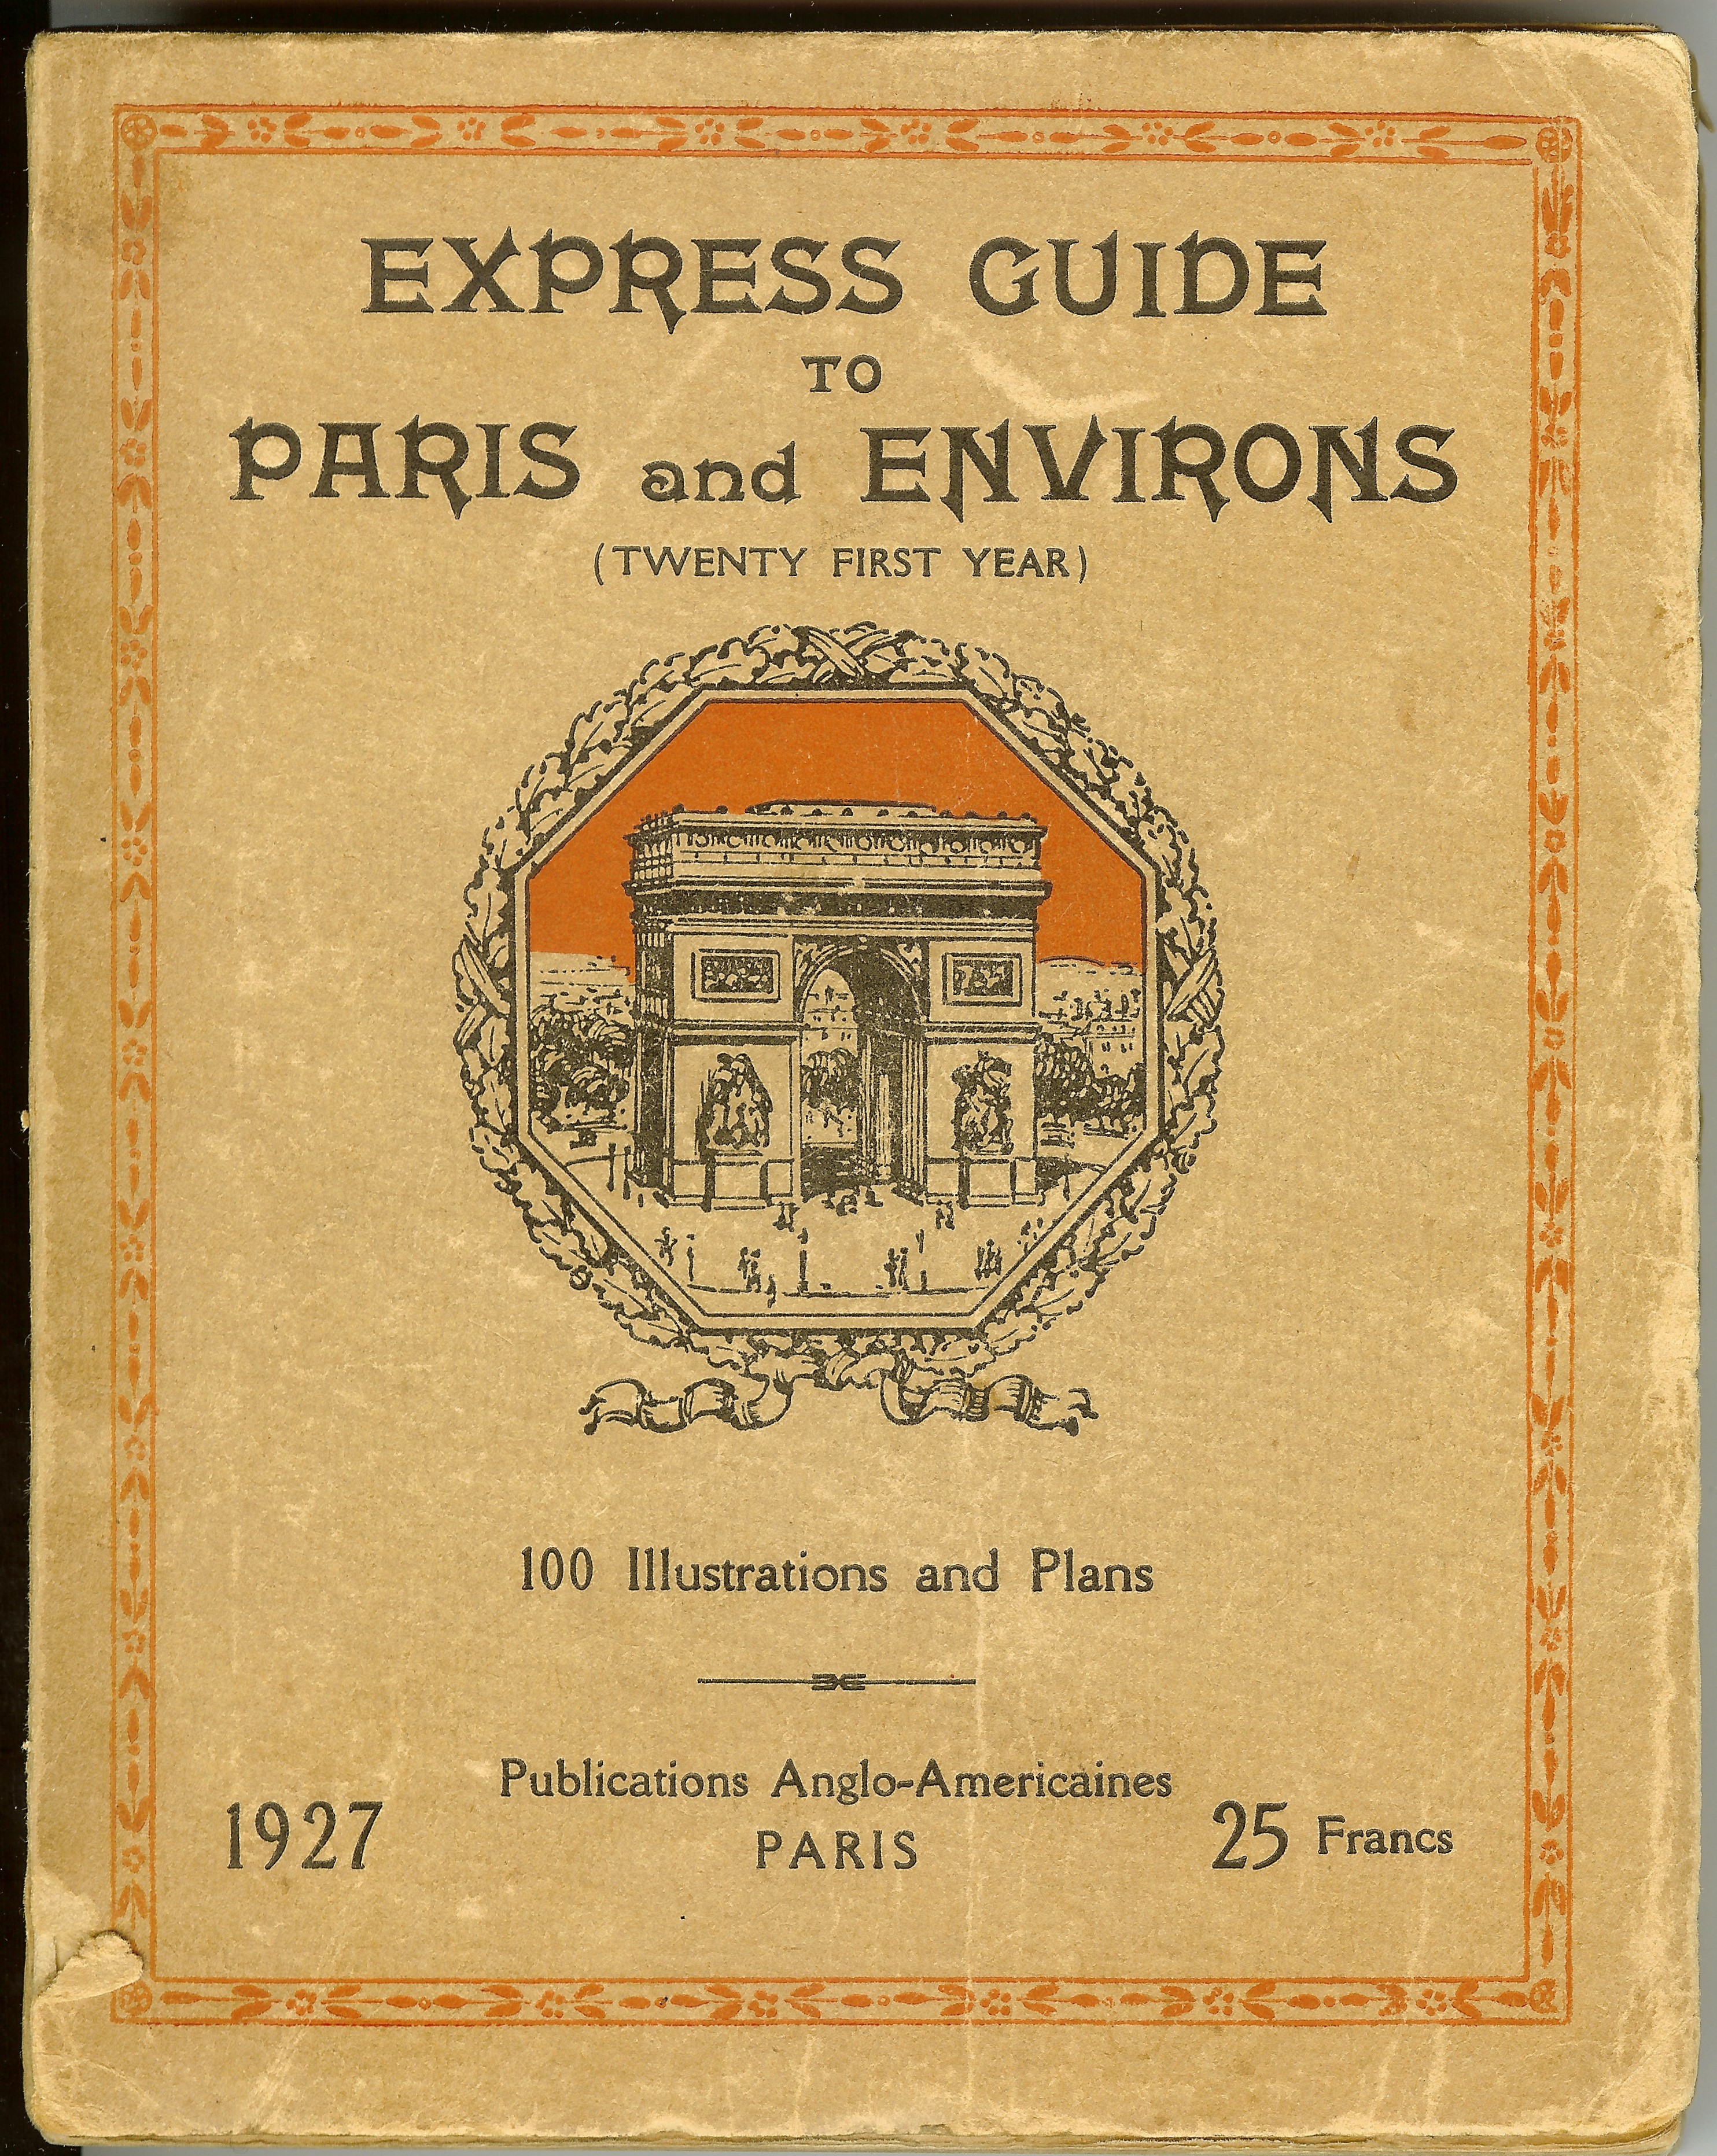 EXPRESS GUIDE
TO
PARIS and ENVIRONS
(TWENTY FIRST YEAR)
100 Illustrations and Plans
Publications Anglo-Americaines
1927 PARIS 25 Francs